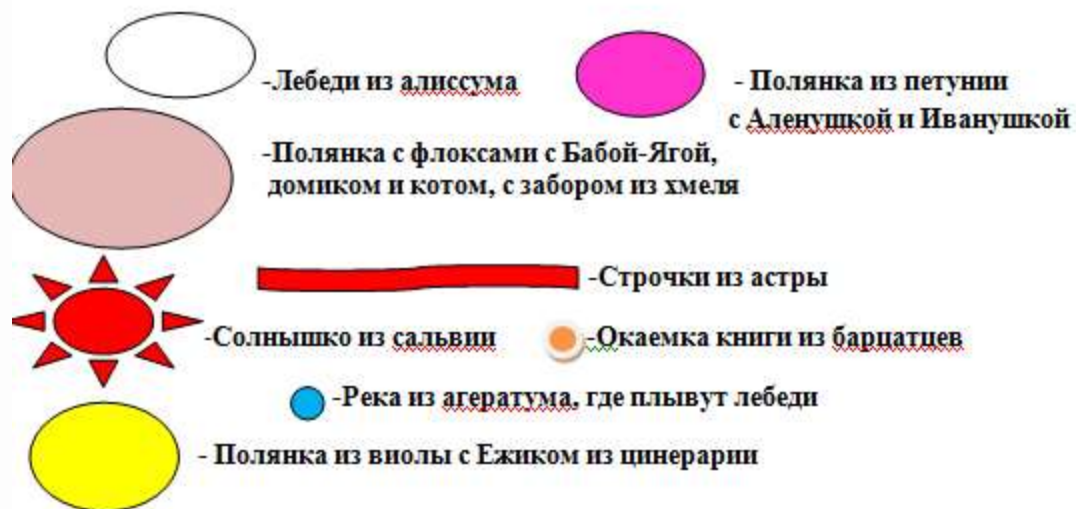 -Лебеди из алиссума
- Полянка из петунии
с Аленушкой и Иванушкой
-Полянка с флоксами с Бабой-Ягой,
домиком и котом, с забором из хмеля
-Строчки из астры
-Солнышко из сальвии
-Окаемка книги из барцатцев
-Река из агератума, где плывут лебеди
- Полянка из виолы с Ежиком из цинерарии